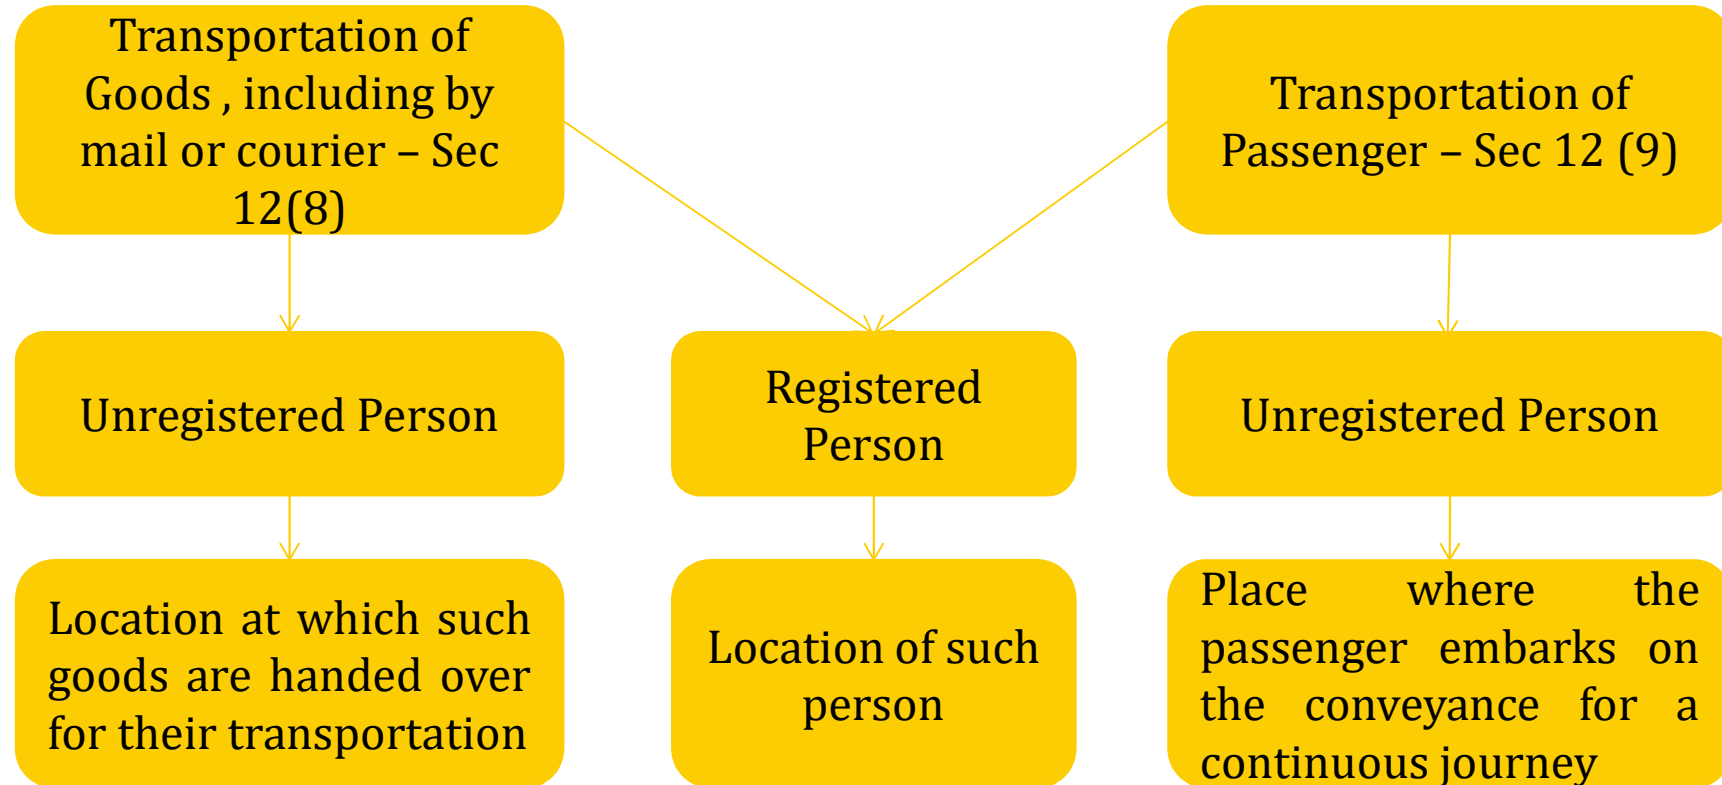 Transportation of
Goods , including by
mail or courier – Sec
12(8)
Transportation of
Passenger – Sec 12 (9)
Unregistered Person
Registered
Person
Unregistered Person
Location at which such
goods are handed over
for their transportation
Location of such
person
Place where the
passenger embarks on
the conveyance for a
continuous journey